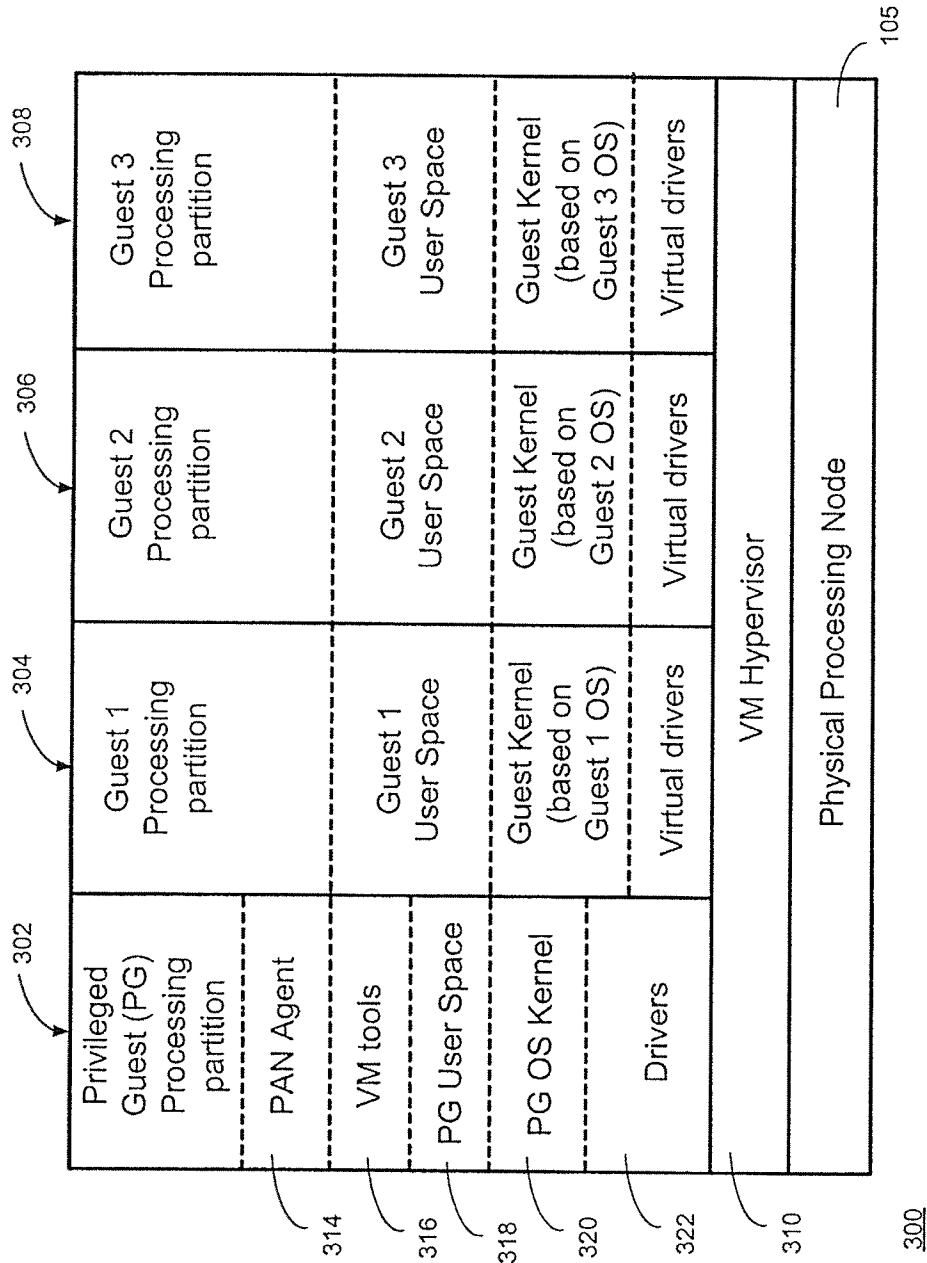 302
304
306
308
Privileged
Guest (PG)
Processing
partition
PAN Agent
VM tools
PG User Space
PG OS Kernel
Drivers
Guest 1
Processing
partition
Guest 1
User Space
Guest Kernel
(based on
Guest 1 OS)
Virtual drivers
Guest 2
Processing
partition
Guest 2
User Space
Guest Kernel
(based on
Guest 2 OS)
Virtual drivers
Guest 3
Processing
partition
Guest 3
User Space
Guest Kernel
(based on
Guest 3 OS)
Virtual drivers
VM Hypervisor
Physical Processing Node
314
316
318
320
322
310
105
300